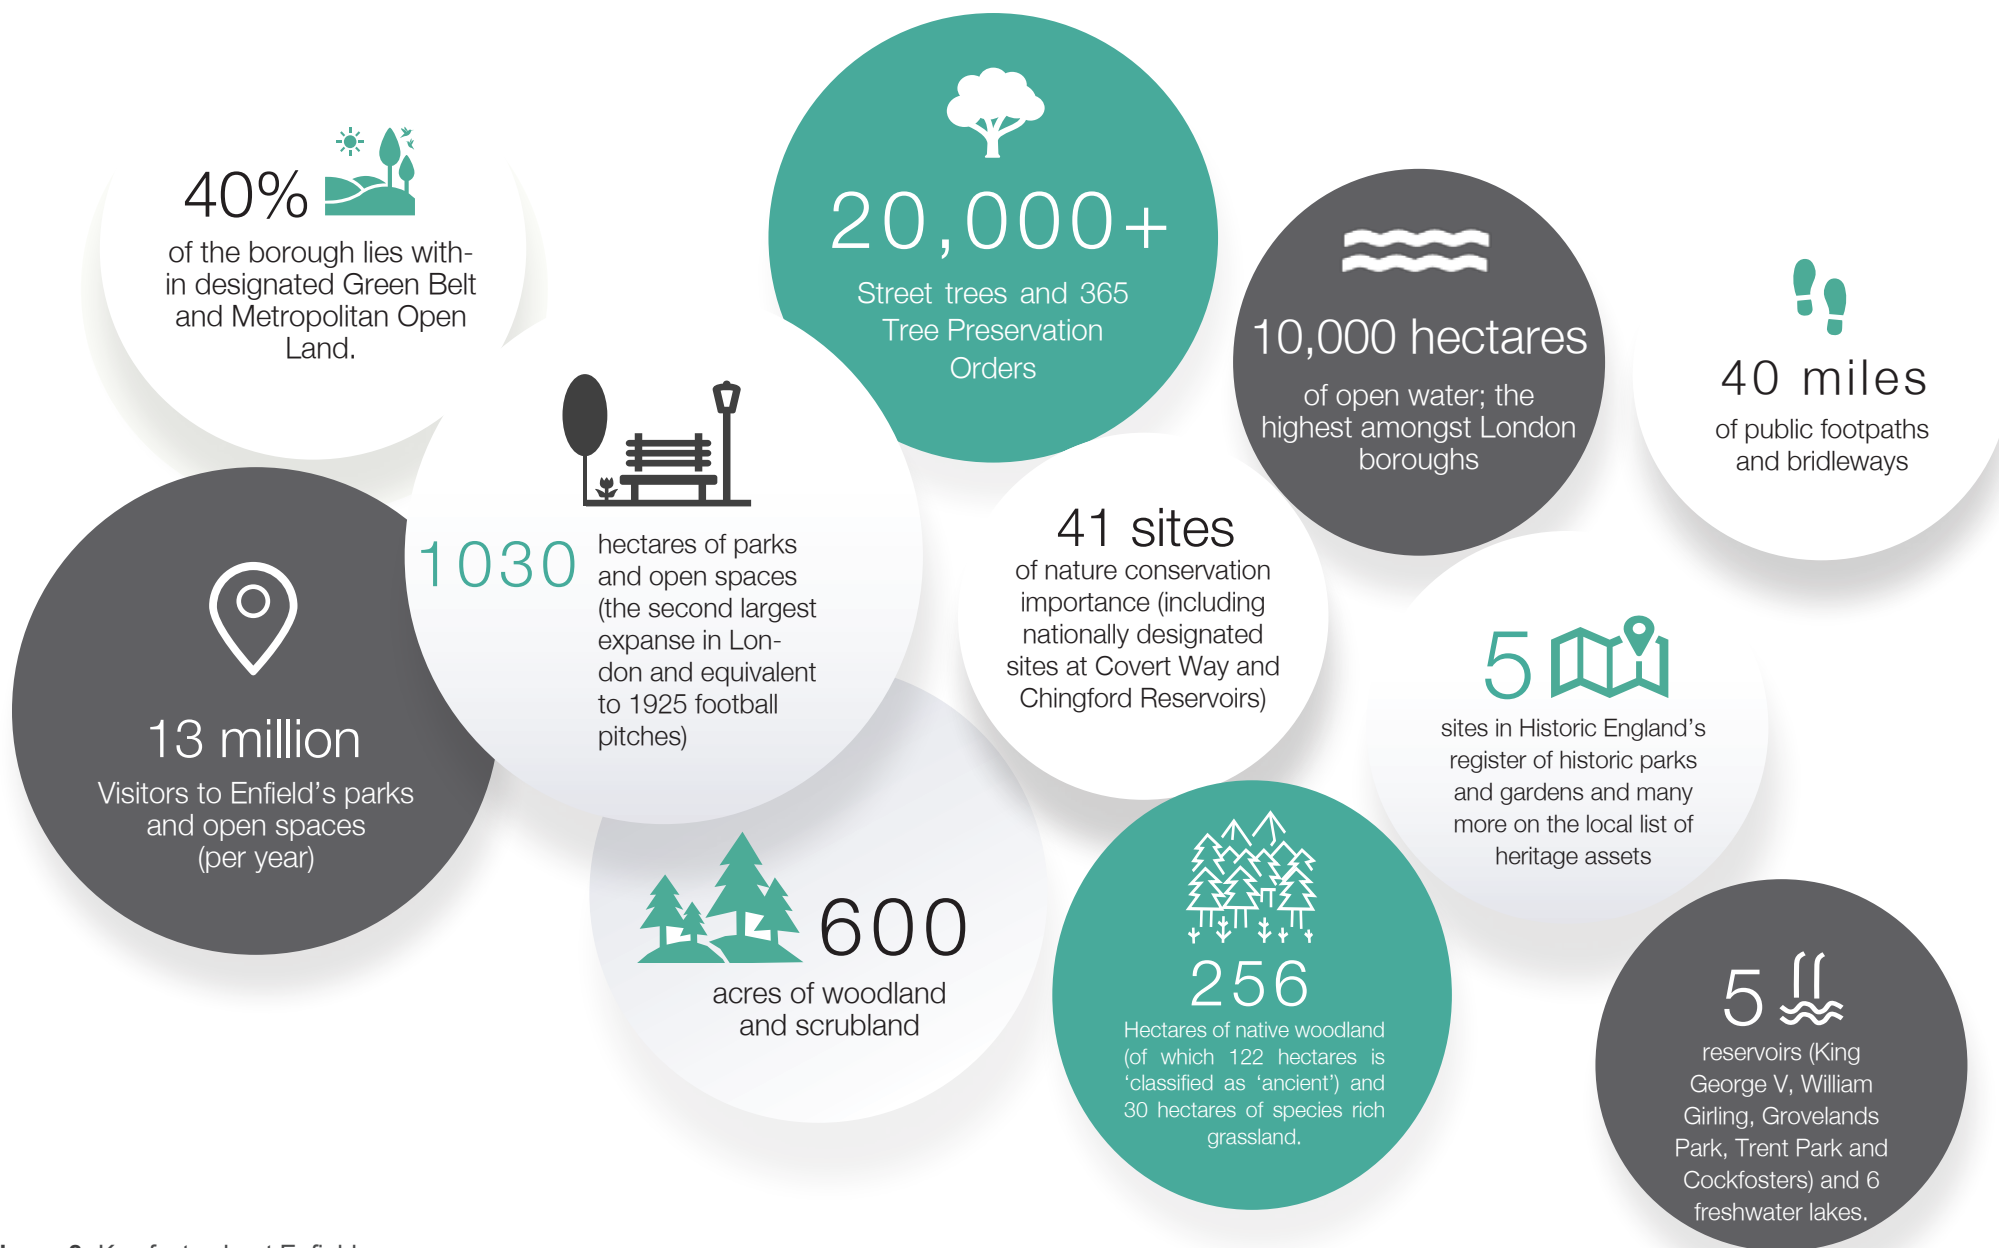 40%
of the borough lies with-
in designated Green Belt
and Metropolitan Open
Land.
20,000+
Street trees and 365
Tree Preservation
Orders
10,000 hectares
of open water; the
highest amongst London
boroughs
40 miles
of public footpaths
and bridleways
13 million
Visitors to Enfield’s parks
and open spaces
(per year)
1030
hectares of parks
and open spaces
(the second largest
expanse in Lon-
don and equivalent
to 1925 football
pitches)
41 sites
of nature conservation
importance (including
nationally designated
sites at Covert Way and
Chingford Reservoirs)
5
sites in Historic England’s
register of historic parks
and gardens and many
more on the local list of
heritage assets
600
acres of woodland
and scrubland
256
Hectares of native woodland
(of which 122 hectares is
‘classified as ‘ancient’) and
30 hectares of species rich
grassland.
5
reservoirs (King
George V, William
Girling, Grovelands
Park, Trent Park and
Cockfosters) and 6
freshwater lakes.